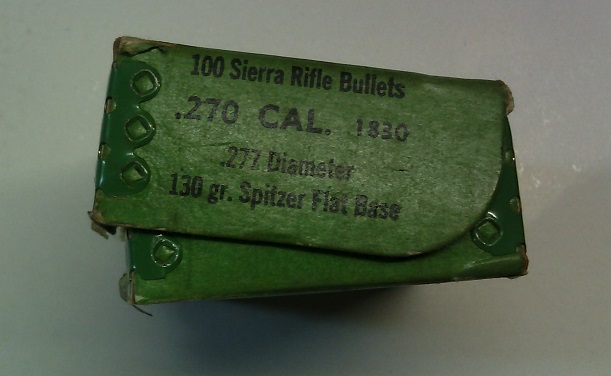 100 Sierra Rifle Bullets
.270 CAL. 1830
.277 Diameter
130 gr. Spitzer Flat Base